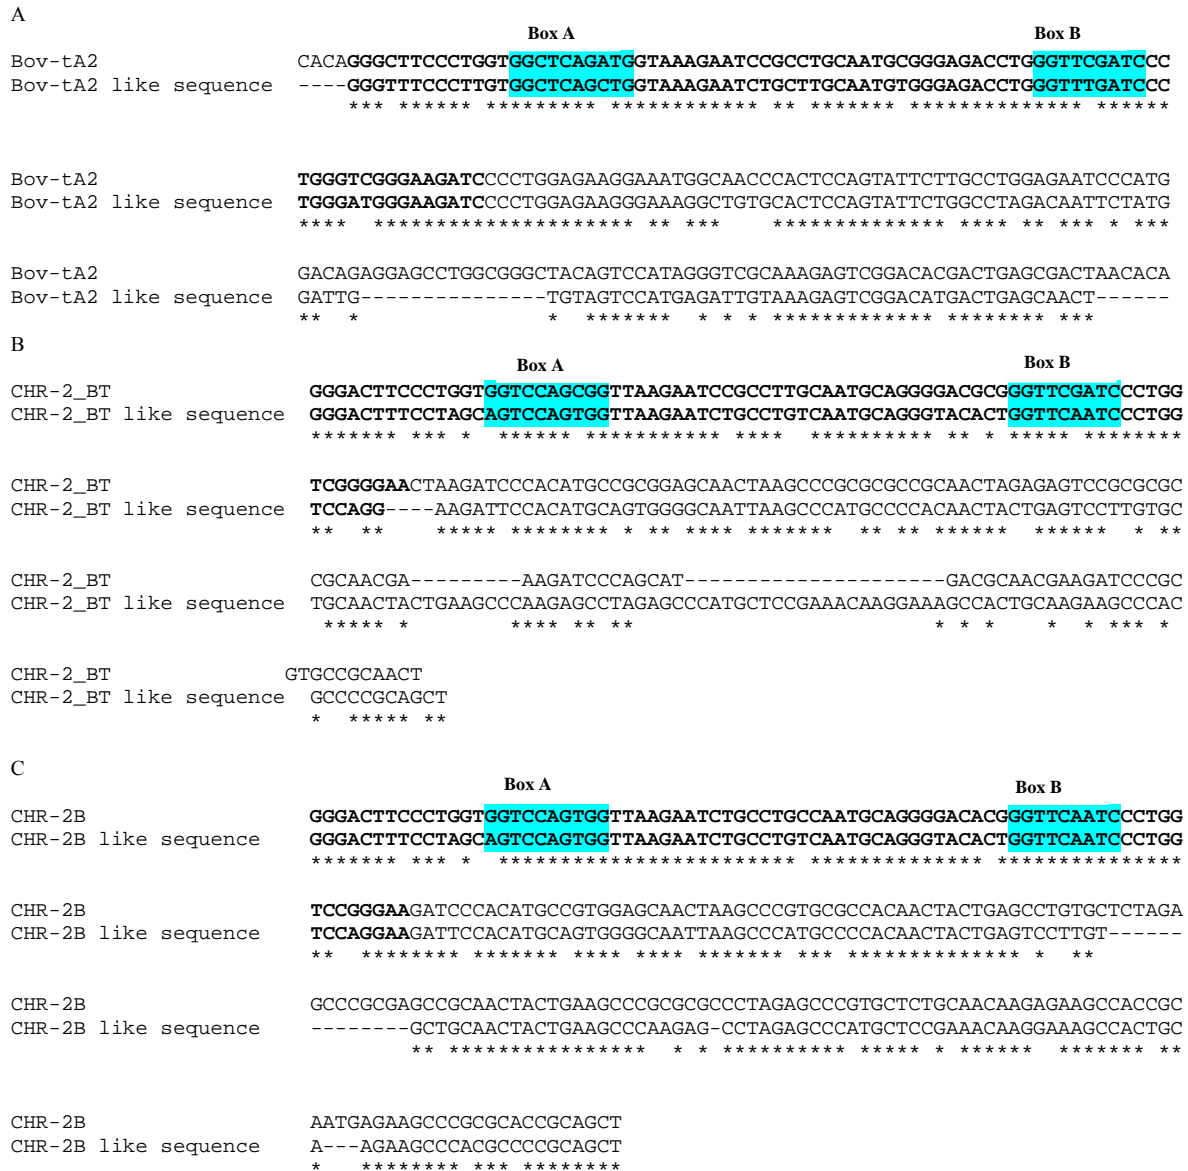 A
Box A Box B
Bov-tA2 CACAGGGCTTCCCTGGTGGCTCAGATGGTAAAGAATCCGCCTGCAATGCGGGAGACCTGGGTTCGATCCC
Bov-tA2 like sequence ----GGGTTTCCCTTGTGGCTCAGCTGGTAAAGAATCTGCTTGCAATGTGGGAGACCTGGGTTTGATCCC
*** ****** ********* ************ ** ******* ************** ******
Bov-tA2 TGGGTCGGGAAGATCCCCTGGAGAAGGAAATGGCAACCCACTCCAGTATTCTTGCCTGGAGAATCCCATG
Bov-tA2 like sequence TGGGATGGGAAGATCCCCTGGAGAAGGGAAAGGCTGTGCACTCCAGTATTCTGGCCTAGACAATTCTATG
**** ********************* ** *** ************** **** ** *** * ***
Bov-tA2 GACAGAGGAGCCTGGCGGGCTACAGTCCATAGGGTCGCAAAGAGTCGGACACGACTGAGCGACTAACACA
Bov-tA2 like sequence GATTG---------------TGTAGTCCATGAGATTGTAAAGAGTCGGACATGACTGAGCAACT------
** * * ******* * * * ************* ******** ***
B
Box A Box B
CHR-2_BT GGGACTTCCCTGGTGGTCCAGCGGTTAAGAATCCGCCTTGCAATGCAGGGGACGCGGGTTCGATCCCTGG
CHR-2_BT like sequence GGGACTTTCCTAGCAGTCCAGTGGTTAAGAATCTGCCTGTCAATGCAGGGTACACTGGTTCAATCCCTGG
******* *** * ****** *********** **** ********** ** * ***** ********
CHR-2_BT TCGGGGAACTAAGATCCCACATGCCGCGGAGCAACTAAGCCCGCGCGCCGCAACTAGAGAGTCCGCGCGC
CHR-2_BT like sequence TCCAGG----AAGATTCCACATGCAGTGGGGCAATTAAGCCCATGCCCCACAACTACTGAGTCCTTGTGC
** ** ***** ******** * ** **** ******* ** ** ****** ****** * **
CHR-2_BT CGCAACGA---------AAGATCCCAGCAT---------------------GACGCAACGAAGATCCCGC
CHR-2_BT like sequence TGCAACTACTGAAGCCCAAGAGCCTAGAGCCCATGCTCCGAAACAAGGAAAGCCACTGCAAGAAGCCCAC
***** * **** ** ** * * * * * *** *
CHR-2_BT GTGCCGCAACT
CHR-2_BT like sequence GCCCCGCAGCT
* ***** **
C
Box A Box B
CHR-2B GGGACTTCCCTGGTGGTCCAGTGGTTAAGAATCTGCCTGCCAATGCAGGGGACACGGGTTCAATCCCTGG
CHR-2B like sequence GGGACTTTCCTAGCAGTCCAGTGGTTAAGAATCTGCCTGTCAATGCAGGGTACACTGGTTCAATCCCTGG
******* *** * ************************ ********** **** **************
CHR-2B TCCGGGAAGATCCCACATGCCGTGGAGCAACTAAGCCCGTGCGCCACAACTACTGAGCCTGTGCTCTAGA
CHR-2B like sequence TCCAGGAAGATTCCACATGCAGTGGGGCAATTAAGCCCATGCCCCACAACTACTGAGTCCTTGT------
** ******* ******** *** **** ******* *** ************** * **
CHR-2B GCCCGCGAGCCGCAACTACTGAAGCCCGCGCGCCCTAGAGCCCGTGCTCTGCAACAAGAGAAGCCACCGC
CHR-2B like sequence --------GCTGCAACTACTGAAGCCCAAGAG-CCTAGAGCCCATGCTCCGAAACAAGGAAAGCCACTGC
** **************** * * ********** ***** * ****** ******* **
CHR-2B AATGAGAAGCCCGCGCACCGCAGCT
CHR-2B like sequence A---AGAAGCCCACGCCCCGCAGCT
* ******** *** ********